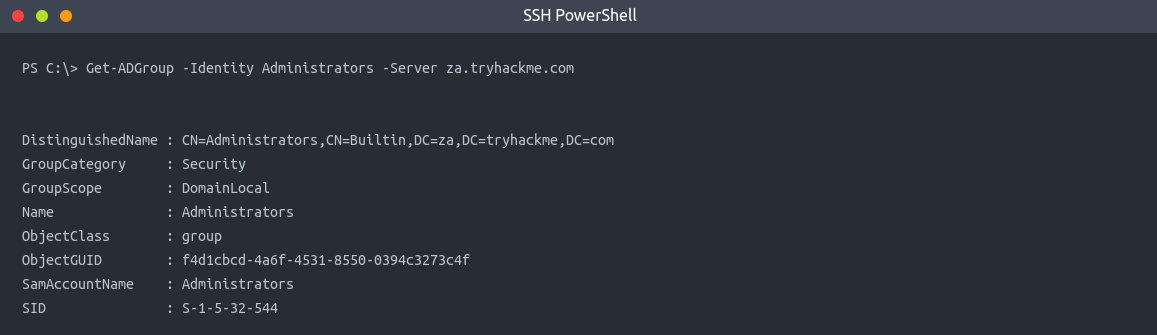 SSH PowerShell
PS C:\> Get-ADGroup -Identity Administrators -Server za.tryhackme.com
DistinguishedName : CN=Administrators,CN=Builtin,DC=za,DC=tryhackme,DC=com
GroupCategory     : Security
GroupScope        : DomainLocal
Name              : Administrators
ObjectClass       : group
ObjectGUID        : f4d1cbcd-4a6f-4531-8550-0394c3273c4f
SamAccountName    : Administrators
SID               : S-1-5-32-544